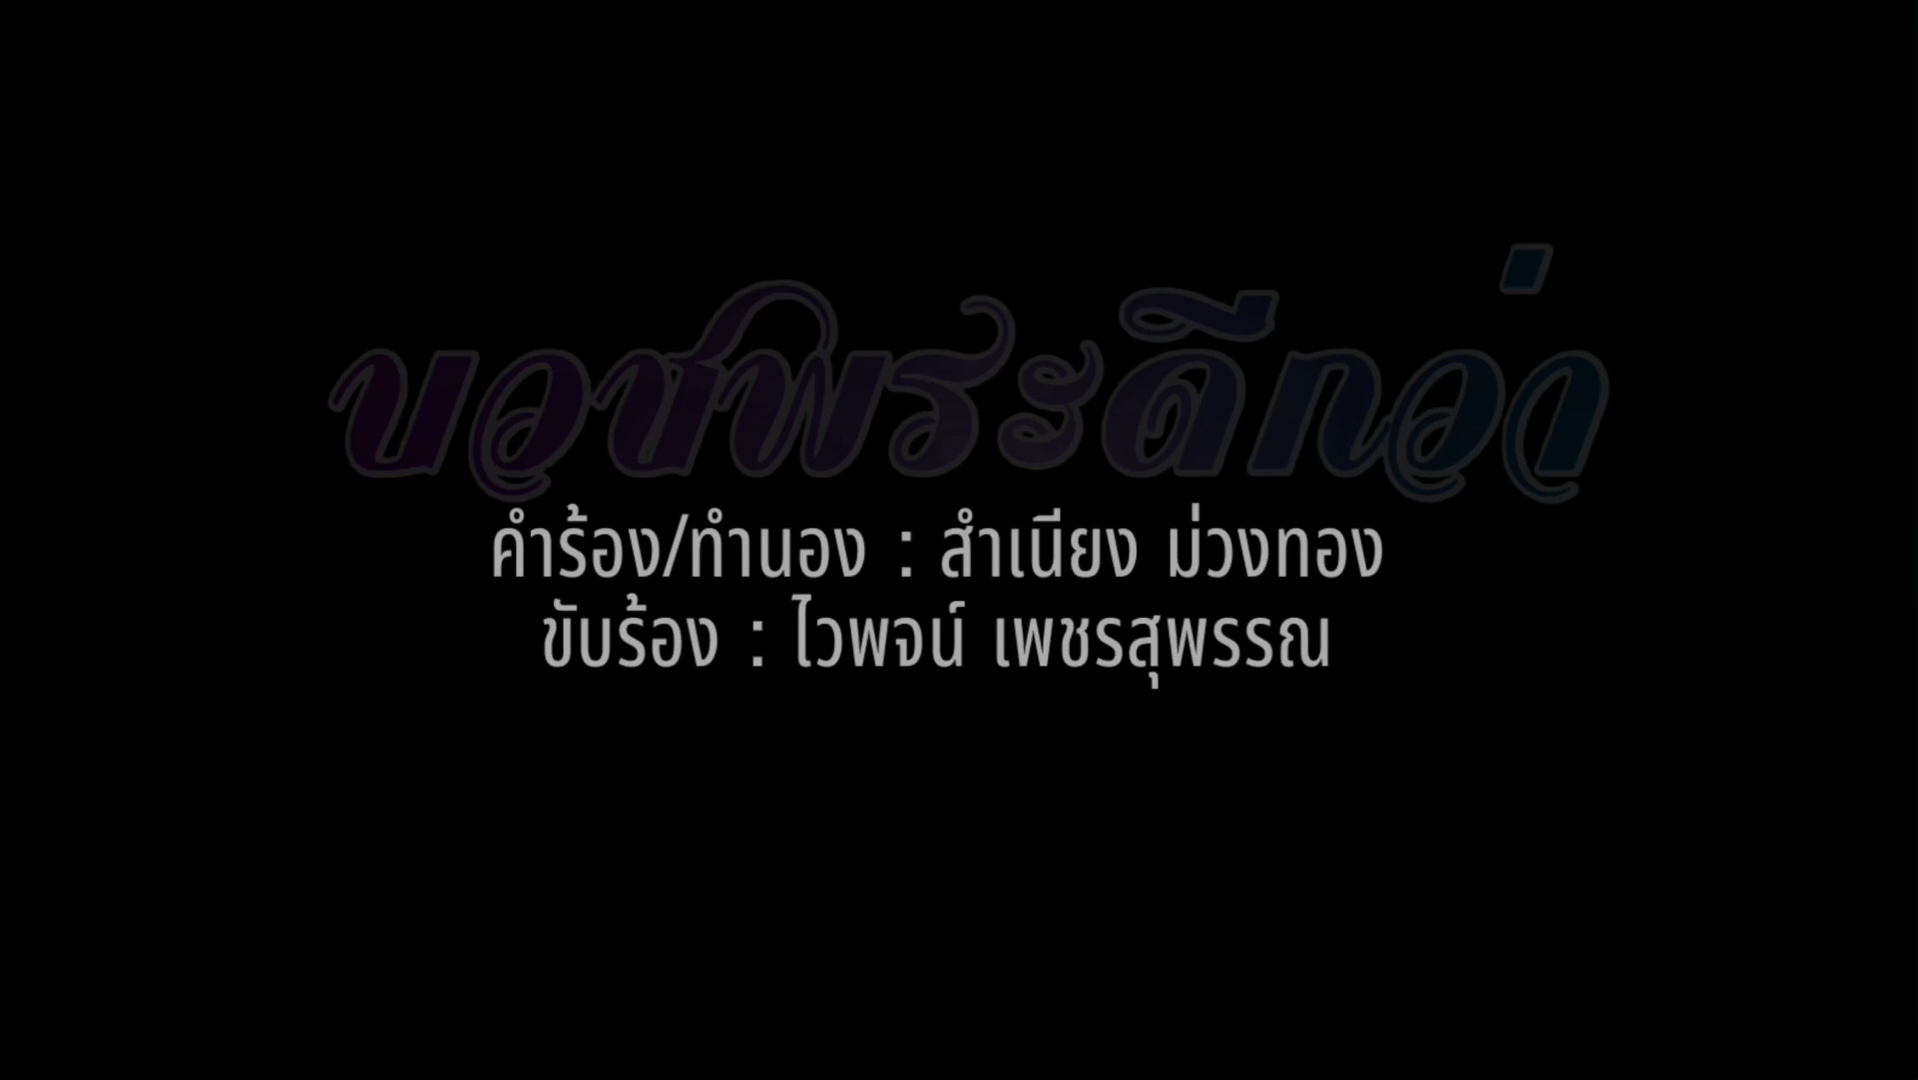 บวชพระดีกว่า
คำร้อง/ทำนอง : สำเนียง ม่วงทอง
ขับร้อง : ไวพจน์ เพชรสุพรรณ